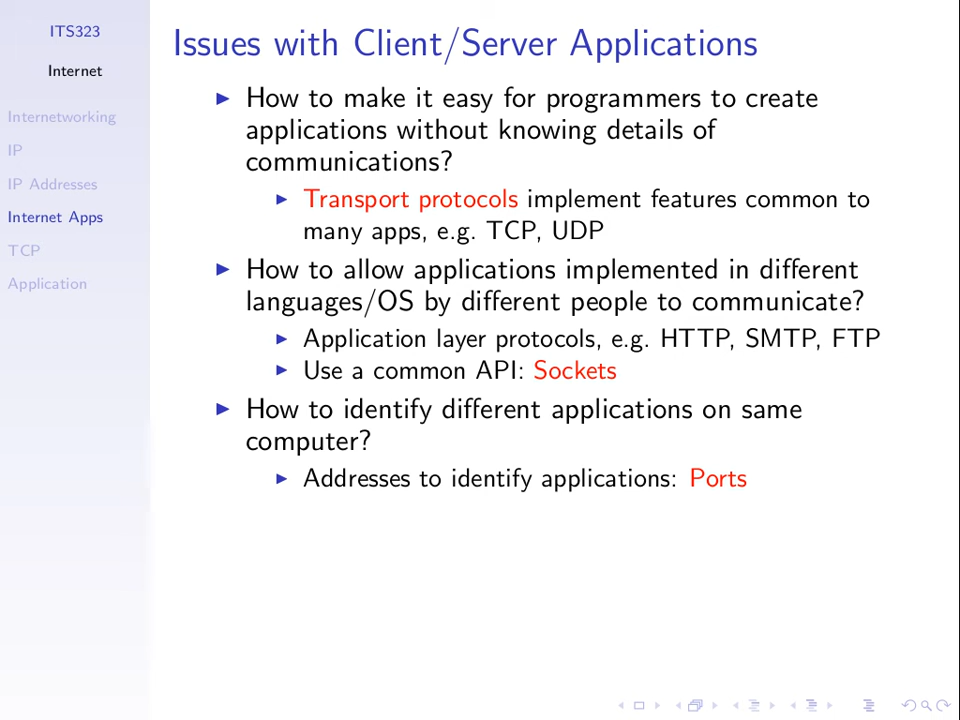 ITS323
Internet
Internetworking
IP
IP Addresses
Internet Apps
TCP
Application
Issues with Client/Server Applications
How to make it easy for programmers to create
applications without knowing details of
communications?
Transport protocols implement features common to
many apps, e.g. TCP, UDP
How to allow applications implemented in different
languages/OS by different people to communicate?
Application layer protocols, e.g. HTTP, SMTP, FTP
Use a common API: Sockets
How to identify different applications on same
computer?
Addresses to identify applications: Ports